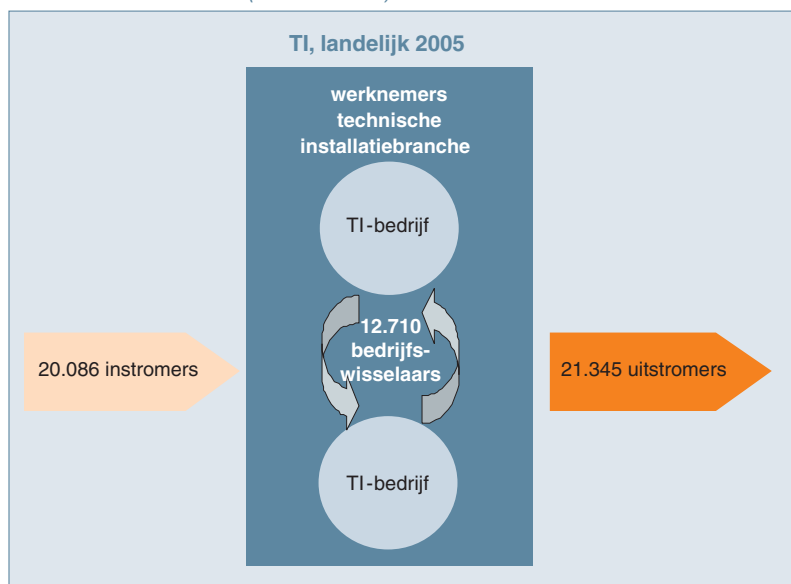 TI, landelijk 2005
werknemers
technische
installatiebranche
TI-bedrijf
12.710
bedrijfs-
wisselaars
20.086 instromers
21.345 uitstromers
TI-bedrijf